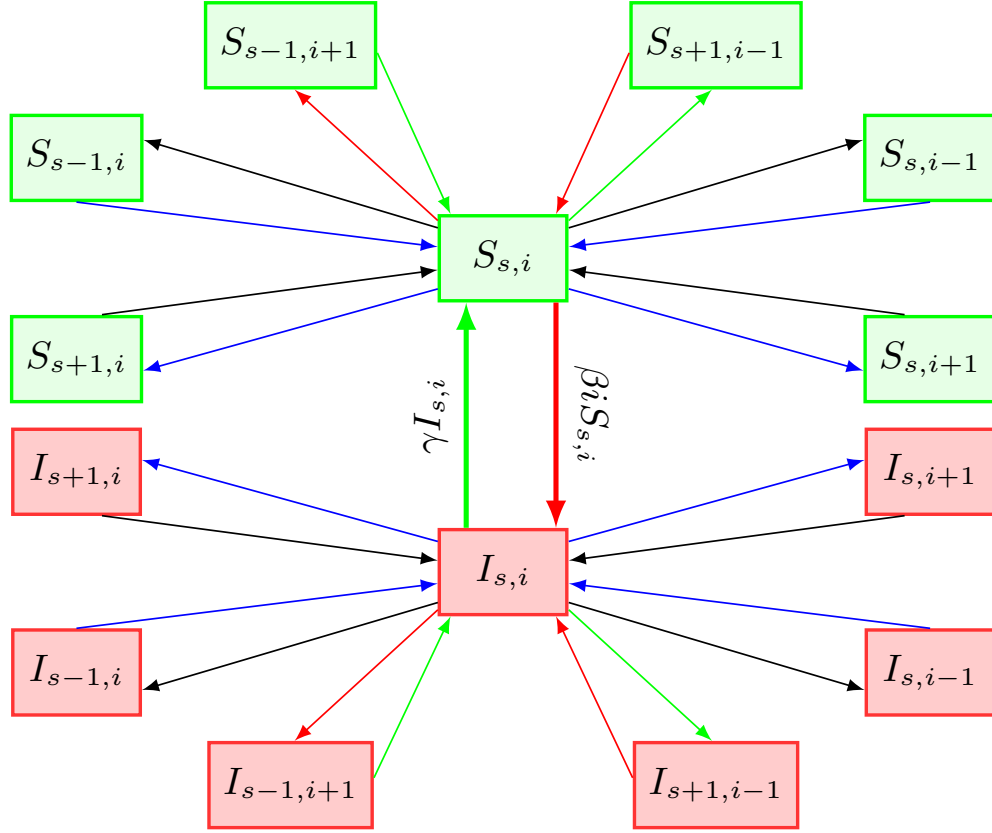 S_{s−1,i+1}
S_{s+1,i−1}
S_{s−1,i}
S_{s,i−1}
S_{s,i}
S_{s+1,i}
S_{s,i+1}
γI_{s,i}
βiS_{s,i}
I_{s+1,i}
I_{s,i+1}
I_{s,i}
I_{s−1,i}
I_{s,i−1}
I_{s−1,i+1}
I_{s+1,i−1}